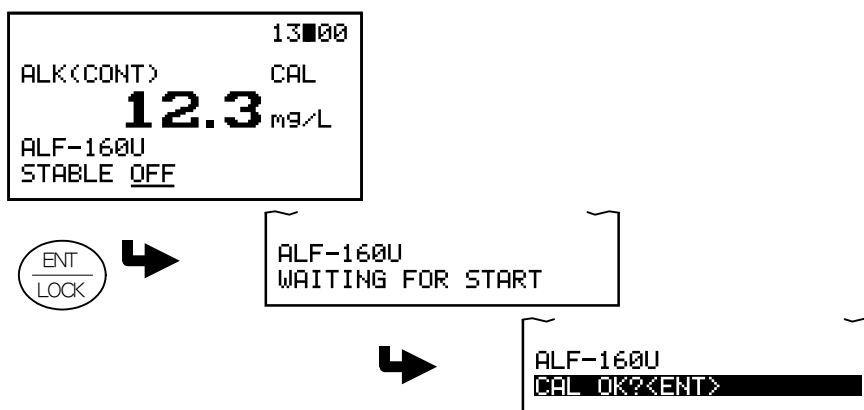 13∎00
ALK(CONT) CAL
12.3 mg/L
ALF-160U
STABLE OFF
ENT
LOCK
ALF-160U
WAITING FOR START
ALF-160U
CAL OK?<ENT>